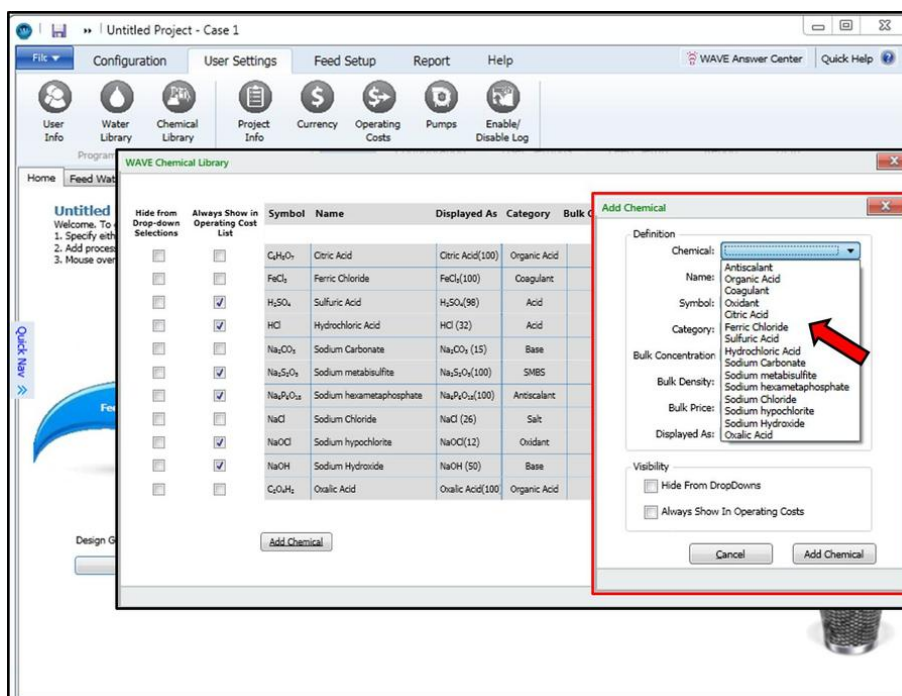 Untitled Project - Case 1
File
Configuration
User Settings
Feed Setup
Report
Help
WAVE Answer Center
Quick Help
User Info
Water Library
Chemical Library
Project Info
Currency
Operating Costs
Pumps
Enable/ Disable Log
Program
Home
Feed Wat
Untitled
Welcome. To
1. Specify eith
2. Add proces
3. Mouse over
Quick Nav
Fee
Design G
WAVE Chemical Library
Hide from Drop-down Selections
Always Show in Operating Cost List
Symbol Name Displayed As Category Bulk C
C₆H₈O₇ Citric Acid Citric Acid(100) Organic Acid
FeCl₃ Ferric Chloride FeCl₃(100) Coagulant
H₂SO₄ Sulfuric Acid H₂SO₄(98) Acid
HCl Hydrochloric Acid HCl (32) Acid
Na₂CO₃ Sodium Carbonate Na₂CO₃ (15) Base
Na₂S₂O₅ Sodium metabisulfite Na₂S₂O₅(100) SMBS
Na₆P₆O₁₈ Sodium hexametaphosphate Na₆P₆O₁₈(100) Antiscalant
NaCl Sodium Chloride NaCl (26) Salt
NaOCl Sodium hypochlorite NaOCl(12) Oxidant
NaOH Sodium Hydroxide NaOH (50) Base
C₂O₄H₂ Oxalic Acid Oxalic Acid(100 Organic Acid
Add Chemical
Add Chemical
Definition
Chemical:
Name:
Symbol:
Category:
Bulk Concentration
Bulk Density:
Bulk Price:
Displayed As:
Antiscalant
Organic Acid
Coagulant
Oxidant
Citric Acid
Ferric Chloride
Sulfuric Acid
Hydrochloric Acid
Sodium Carbonate
Sodium metabisulfite
Sodium hexametaphosphate
Sodium Chloride
Sodium hypochlorite
Sodium Hydroxide
Oxalic Acid
Visibility
Hide From DropDowns
Always Show In Operating Costs
Cancel
Add Chemical